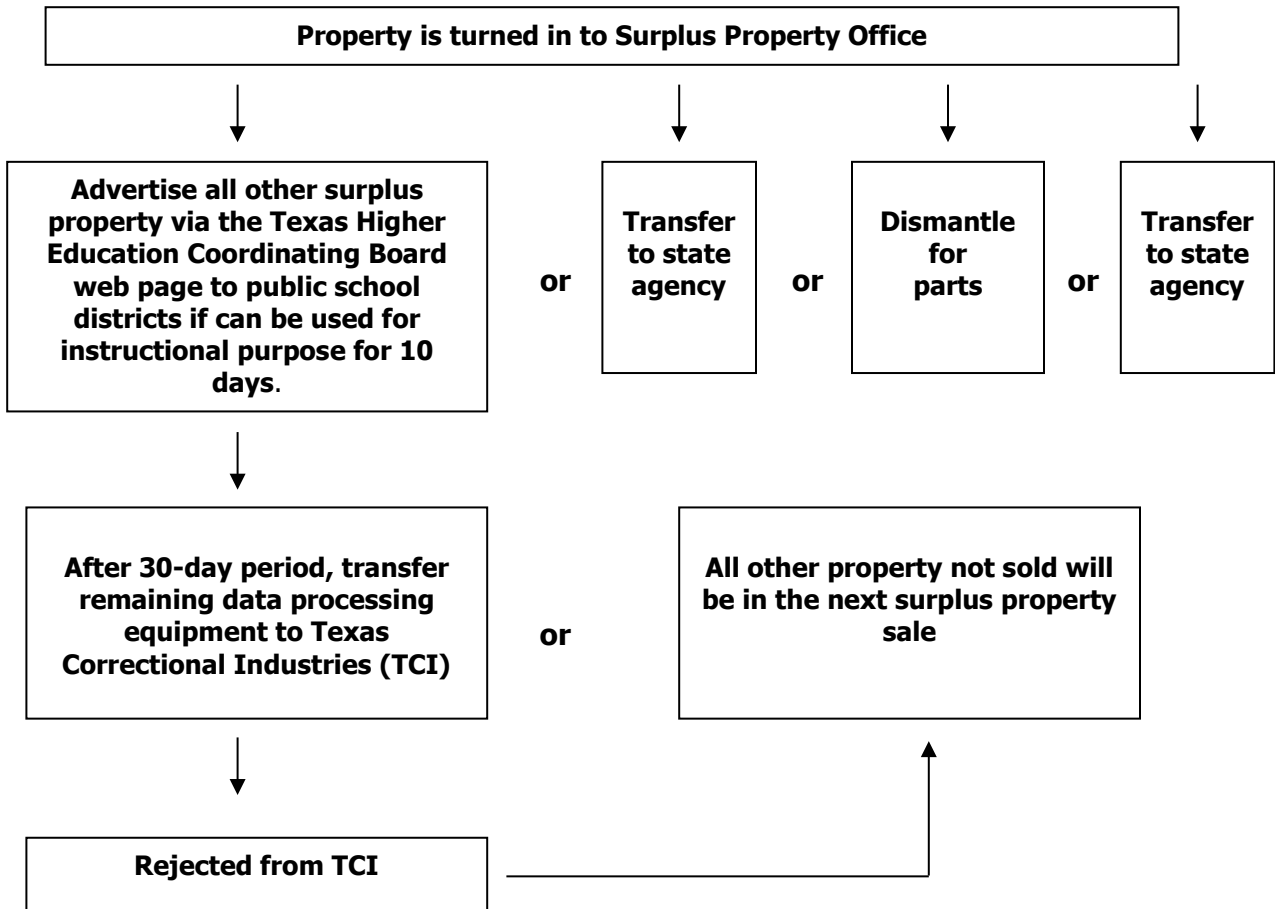 Property is turned in to Surplus Property Office
Advertise all other surplus
property via the Texas Higher
Education Coordinating Board
web page to public school
districts if can be used for
instructional purpose for 10
days.
or
Transfer
to state
agency
or
Dismantle
for
parts
or
Transfer
to state
agency
After 30-day period, transfer
remaining data processing
equipment to Texas
Correctional Industries (TCI)
or
All other property not sold will
be in the next surplus property
sale
Rejected from TCI